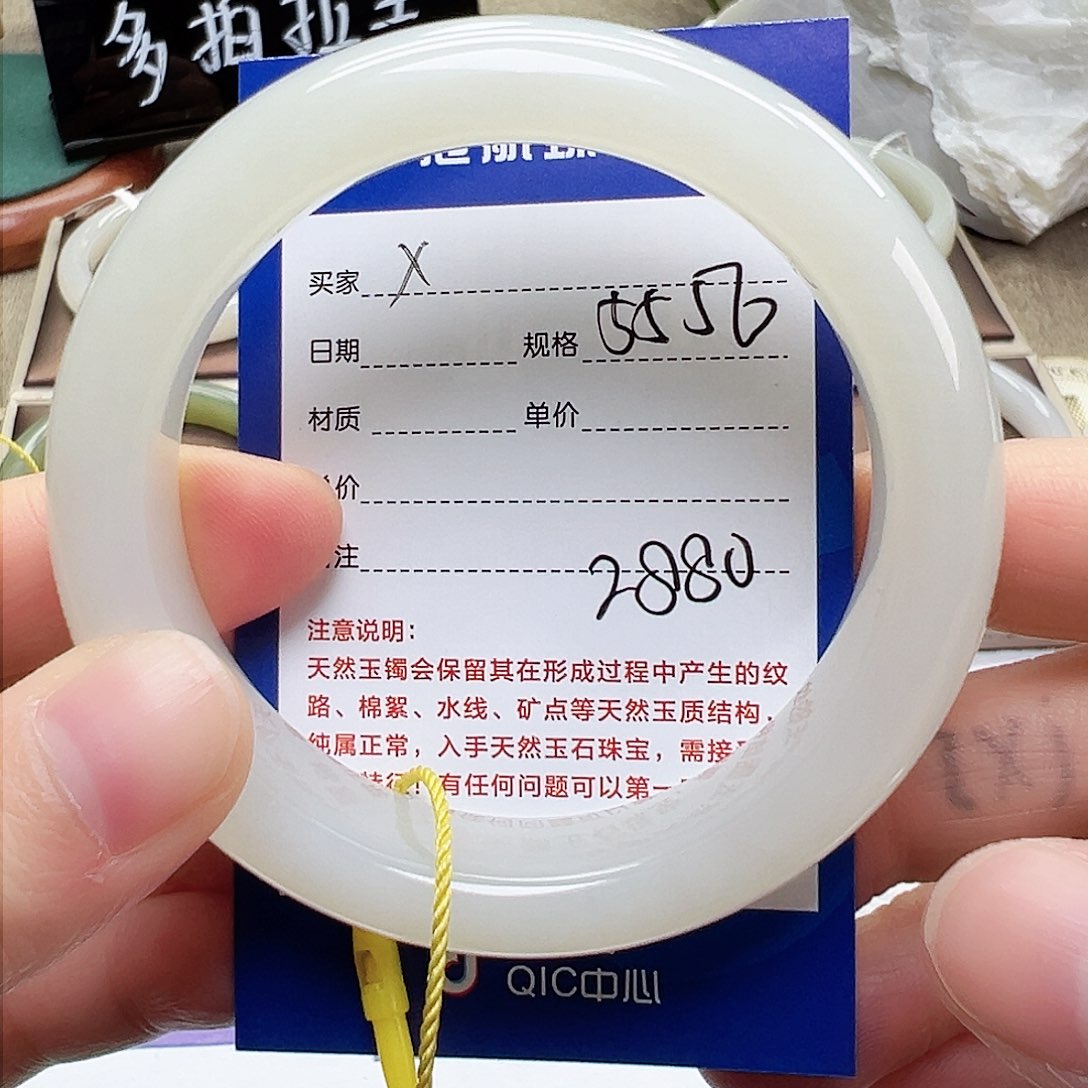 多拍拉
航
买家 X
日期 规格 5556
材质 单价
价
注 2880
注意说明：
天然玉镯会保留其在形成过程中产生的纹
路、棉絮、水线、矿点等天然玉质结构，
纯属正常，入手天然玉石珠宝，需接
有任何问题可以第一
QIC中心
[X]